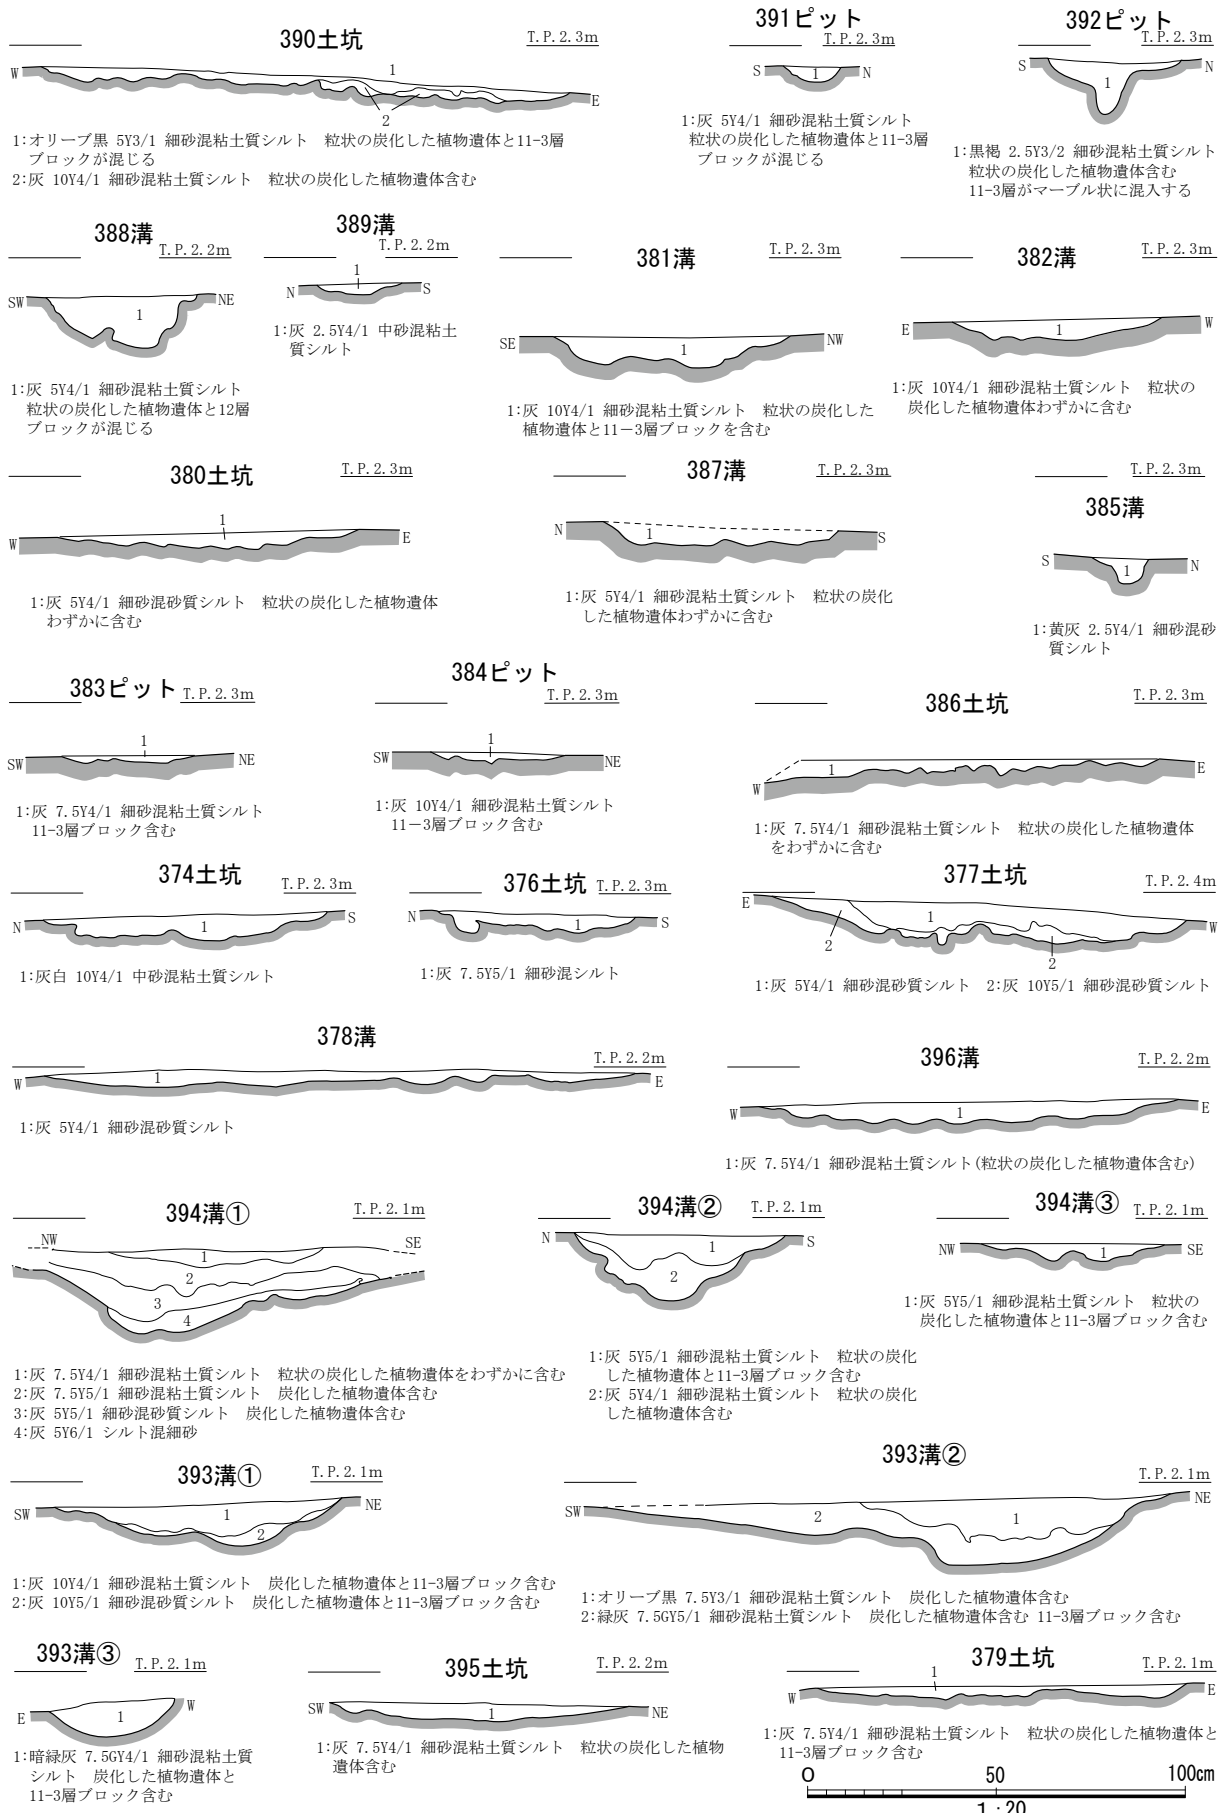 390土坑
T.P.2.3m
W
1
2
E
1:オリーブ黒 5Y3/1 細砂混粘土質シルト　粒状の炭化した植物遺体と11-3層
ブロックが混じる
2:灰 10Y4/1 細砂混粘土質シルト　粒状の炭化した植物遺体含む
391ピット
T.P.2.3m
S
1
N
1:灰 5Y4/1 細砂混粘土質シルト
粒状の炭化した植物遺体と11-3層
ブロックが混じる
392ピット
T.P.2.3m
S
1
N
1:黒褐 2.5Y3/2 細砂混粘土質シルト
粒状の炭化した植物遺体含む
11-3層がマーブル状に混入する
388溝
T.P.2.2m
SW
1
NE
1:灰 5Y4/1 細砂混粘土質シルト
粒状の炭化した植物遺体と12層
ブロックが混じる
389溝
T.P.2.2m
1
N
S
1:灰 2.5Y4/1 中砂混粘土
質シルト
381溝
T.P.2.3m
SE
1
NW
1:灰 10Y4/1 細砂混粘土質シルト　粒状の炭化した
植物遺体と11－3層ブロックを含む
382溝
T.P.2.3m
E
1
W
1:灰 10Y4/1 細砂混粘土質シルト　粒状の
炭化した植物遺体わずかに含む
380土坑
T.P.2.3m
1
W
E
1:灰 5Y4/1 細砂混砂質シルト　粒状の炭化した植物遺体
わずかに含む
387溝
T.P.2.3m
N
1
S
1:灰 5Y4/1 細砂混粘土質シルト　粒状の炭化
した植物遺体わずかに含む
T.P.2.3m
385溝
S
1
N
1:黄灰 2.5Y4/1 細砂混砂
質シルト
383ピット
T.P.2.3m
1
SW
NE
1:灰 7.5Y4/1 細砂混粘土質シルト
11-3層ブロック含む
384ピット
T.P.2.3m
1
SW
NE
1:灰 10Y4/1 細砂混粘土質シルト
11－3層ブロック含む
386土坑
T.P.2.3m
W
1
E
1:灰 7.5Y4/1 細砂混粘土質シルト　粒状の炭化した植物遺体
をわずかに含む
374土坑
T.P.2.3m
N
1
S
1:灰白 10Y4/1 中砂混粘土質シルト
376土坑
T.P.2.3m
N
1
S
1:灰 7.5Y5/1 細砂混シルト
377土坑
T.P.2.4m
E
1
2
2
W
1:灰 5Y4/1 細砂混砂質シルト　2:灰 10Y5/1 細砂混砂質シルト
378溝
T.P.2.2m
W
1
E
1:灰 5Y4/1 細砂混砂質シルト
396溝
T.P.2.2m
W
1
E
1:灰 7.5Y4/1 細砂混粘土質シルト(粒状の炭化した植物遺体含む)
394溝①
T.P.2.1m
NW
SE
1
2
3
4
1:灰 7.5Y4/1 細砂混粘土質シルト　粒状の炭化した植物遺体をわずかに含む
2:灰 7.5Y5/1 細砂混粘土質シルト　炭化した植物遺体含む
3:灰 5Y5/1 細砂混砂質シルト　炭化した植物遺体含む
4:灰 5Y6/1 シルト混細砂
394溝②
T.P.2.1m
N
1
2
S
1:灰 5Y5/1 細砂混粘土質シルト　粒状の炭化
した植物遺体と11-3層ブロック含む
2:灰 5Y4/1 細砂混粘土質シルト　粒状の炭化
した植物遺体含む
394溝③
T.P.2.1m
NW
1
SE
1:灰 5Y5/1 細砂混粘土質シルト　粒状の
炭化した植物遺体と11-3層ブロック含む
393溝①
T.P.2.1m
SW
1
2
NE
1:灰 10Y4/1 細砂混粘土質シルト　炭化した植物遺体と11-3層ブロック含む
2:灰 10Y5/1 細砂混砂質シルト　炭化した植物遺体と11-3層ブロック含む
393溝②
T.P.2.1m
SW
2
1
NE
1:オリーブ黒 7.5Y3/1 細砂混粘土質シルト　炭化した植物遺体含む
2:緑灰 7.5GY5/1 細砂混粘土質シルト　炭化した植物遺体含む 11-3層ブロック含む
393溝③
T.P.2.1m
E
1
W
1:暗緑灰 7.5GY4/1 細砂混粘土質
シルト　炭化した植物遺体と
11-3層ブロック含む
395土坑
T.P.2.2m
SW
1
NE
1:灰 7.5Y4/1 細砂混粘土質シルト　粒状の炭化した植物
遺体含む
379土坑
T.P.2.1m
1
W
E
1:灰 7.5Y4/1 細砂混粘土質シルト　粒状の炭化した植物遺体と
11-3層ブロック含む
0 50 100cm
1:20